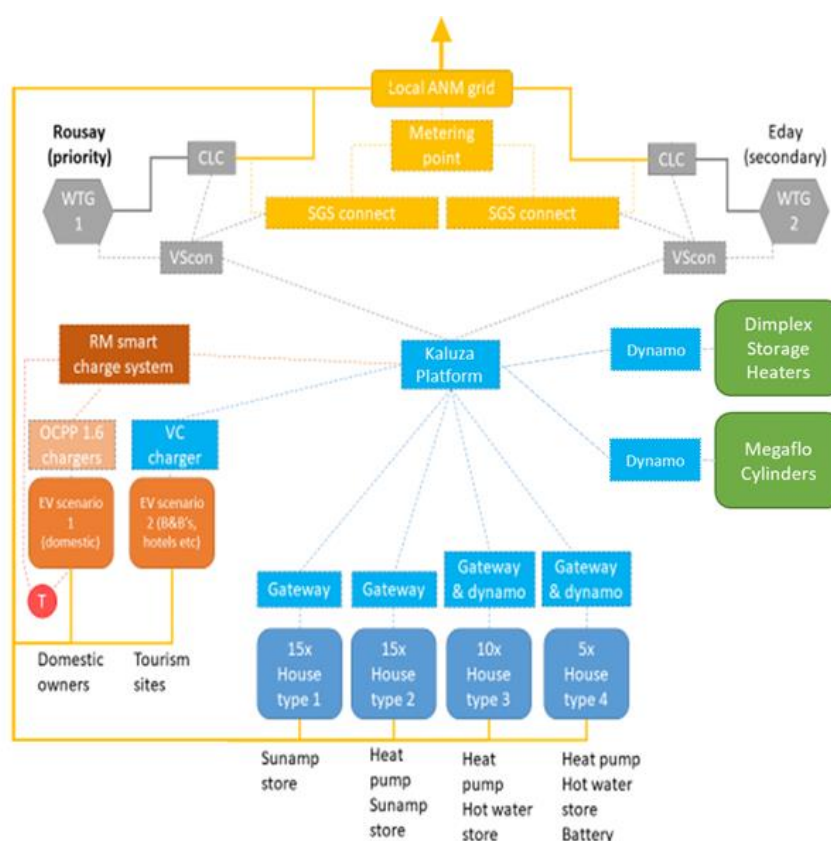 Local ANM grid
Rousay
(priority)
CLC
Metering
point
CLC
Eday
(secondary)
WTG
1
SGS connect
SGS connect
WTG
2
VScon
VScon
RM smart
charge system
Kaluza
Platform
Dynamo
Dimplex
Storage
Heaters
OCPP 1.6
chargers
VC
charger
Dynamo
Megaflo
Cylinders
EV scenario
1
(domestic)
EV scenario
2 (B&B's,
hotels etc)
T
Gateway
Gateway
Gateway
& dynamo
Gateway
& dynamo
Domestic
owners
Tourism
sites
15x
House
type 1
15x
House
type 2
10x
House
type 3
5x
House
type 4
Sunamp
store
Heat
pump
Sunamp
store
Heat
pump
Hot water
store
Heat pump
Hot water
store
Battery